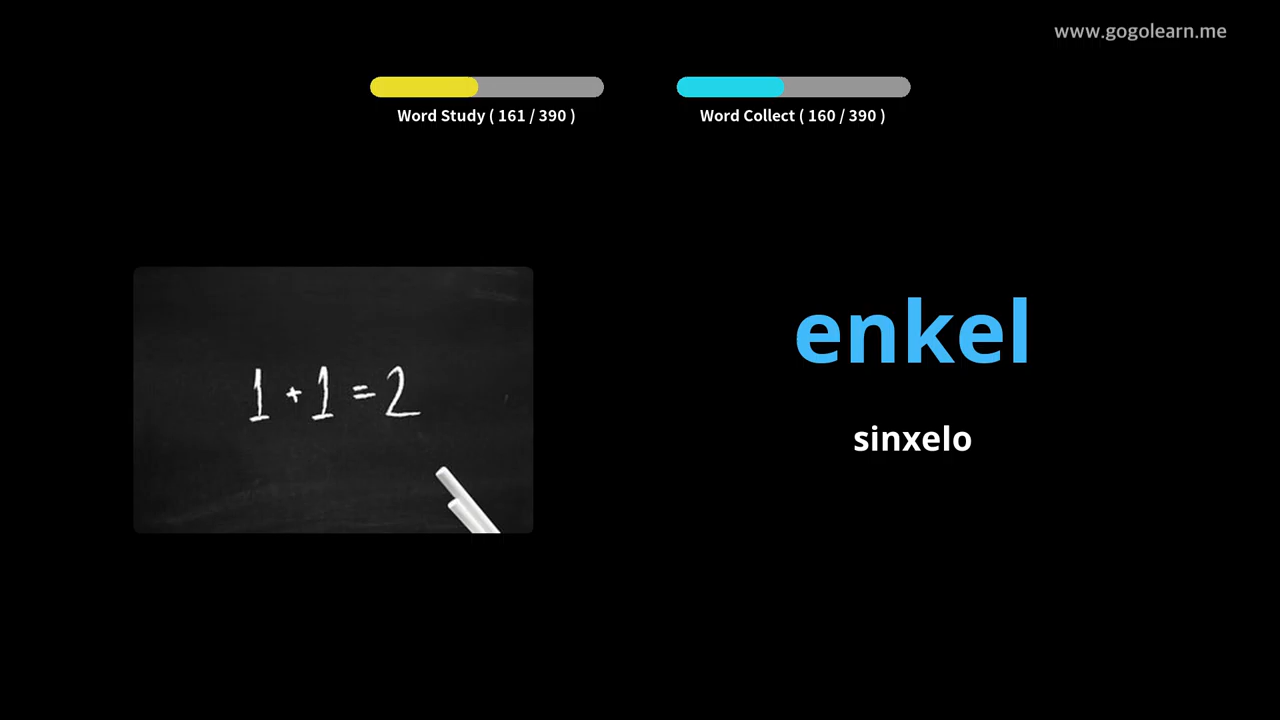 www.gogolearn.me
Word Study ( 161 / 390 )
Word Collect ( 160 / 390 )
1 + 1 = 2
enkel
sinxelo